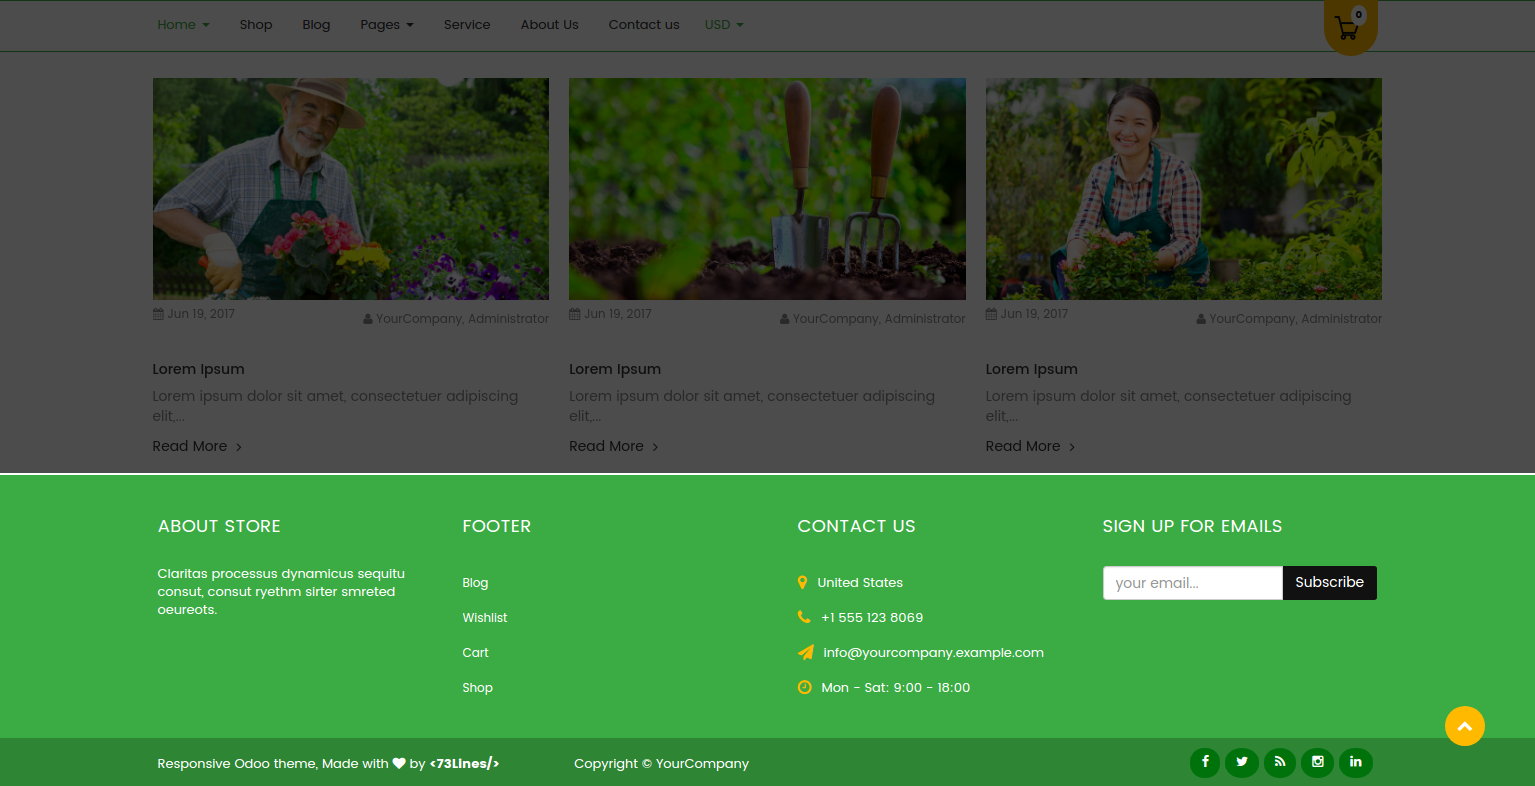 Home Shop Blog Pages Service About Us Contact us USD 0
Jun 19, 2017 YourCompany, Administrator
Jun 19, 2017 YourCompany, Administrator
Jun 19, 2017 YourCompany, Administrator
Lorem Ipsum
Lorem ipsum dolor sit amet, consectetuer adipiscing
elit,...
Read More
Lorem Ipsum
Lorem ipsum dolor sit amet, consectetuer adipiscing
elit,...
Read More
Lorem Ipsum
Lorem ipsum dolor sit amet, consectetuer adipiscing
elit,...
Read More
ABOUT STORE
Claritas processus dynamicus sequitu
consut, consut ryethm sirter smreted
oeureots.
FOOTER
Blog
Wishlist
Cart
Shop
CONTACT US
United States
+1 555 123 8069
info@yourcompany.example.com
Mon - Sat: 9:00 - 18:00
SIGN UP FOR EMAILS
your email... Subscribe
Responsive Odoo theme, Made with ♥ by <73Lines/>
Copyright © YourCompany